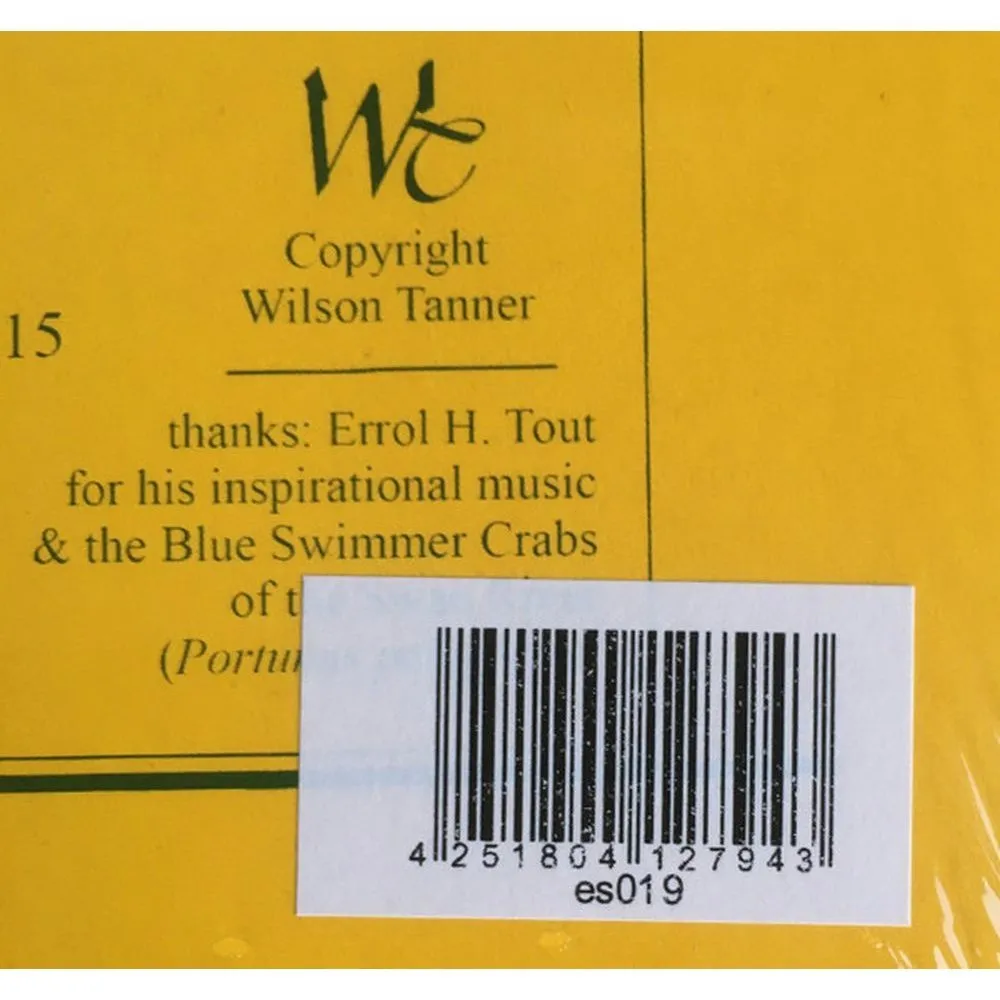 Wt
Copyright
Wilson Tanner
15
thanks: Errol H. Tout
for his inspirational music
& the Blue Swimmer Crabs
of
4 251804 127943
es019